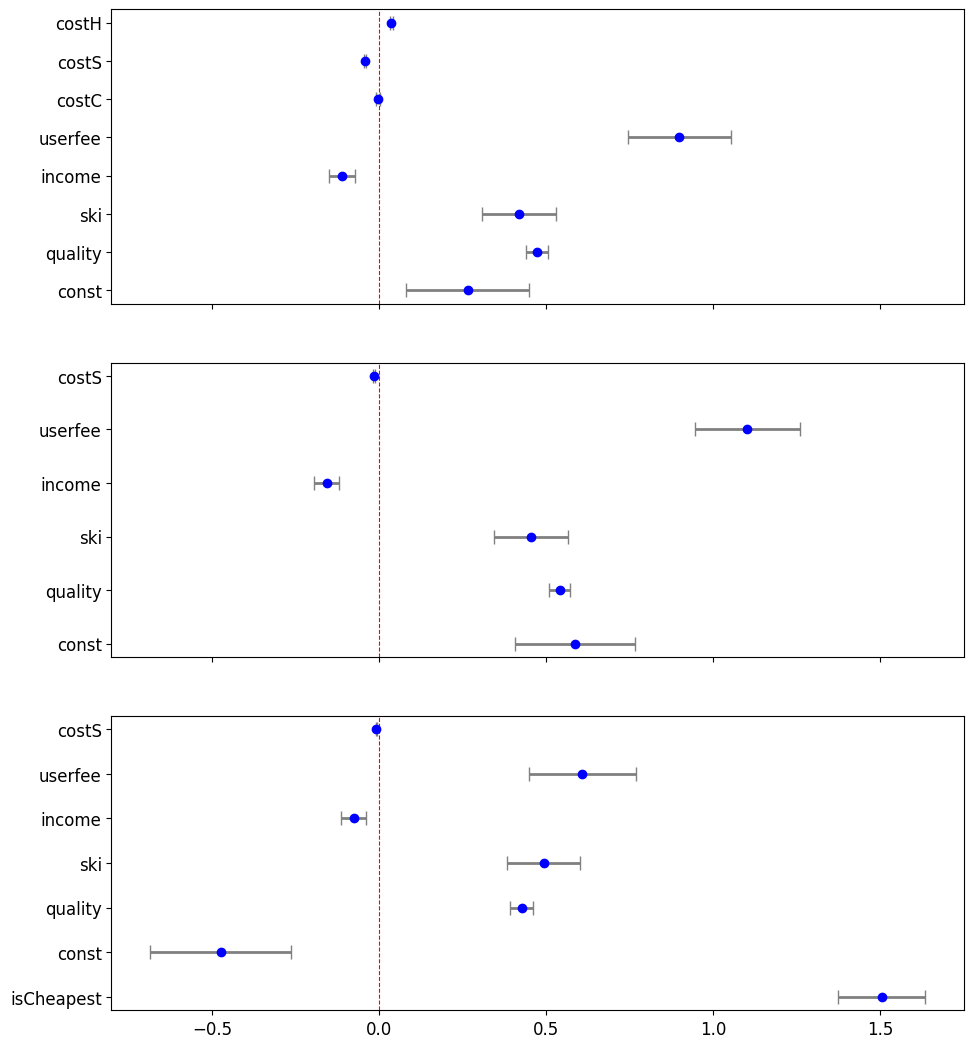 costH
costS
costC
userfee
income
ski
quality
const
costS
userfee
income
ski
quality
const
costS
userfee
income
ski
quality
const
isCheapest
−0.5 0.0 0.5 1.0 1.5